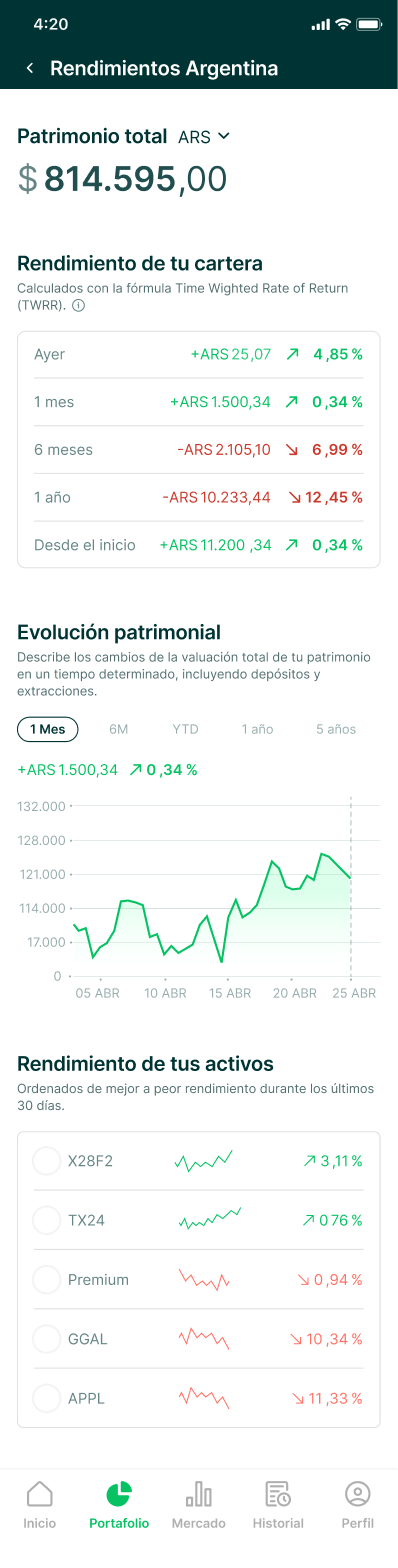 4:20
Rendimientos Argentina
Patrimonio total ARS
$ 814.595,00
Rendimiento de tu cartera
Calculados con la fórmula Time Wighted Rate of Return
(TWRR).
Ayer +ARS 25,07 4,85 %
1 mes +ARS 1.500,34 0,34 %
6 meses -ARS 2.105,10 6,99 %
1 año -ARS 10.233,44 12,45 %
Desde el inicio +ARS 11.200 ,34 0,34 %
Evolución patrimonial
Describe los cambios de la valuación total de tu patrimonio
en un tiempo determinado, incluyendo depósitos y
extracciones.
1 Mes 6M YTD 1 año 5 años
+ARS 1.500,34 0,34 %
132.000
128.000
121.000
114.000
17.000
0
05 ABR 10 ABR 15 ABR 20 ABR 25 ABR
Rendimiento de tus activos
Ordenados de mejor a peor rendimiento durante los últimos
30 días.
X28F2 3,11 %
TX24 0 76 %
Premium 0,94 %
GGAL 10,34 %
APPL 11,33 %
Inicio Portafolio Mercado Historial Perfil